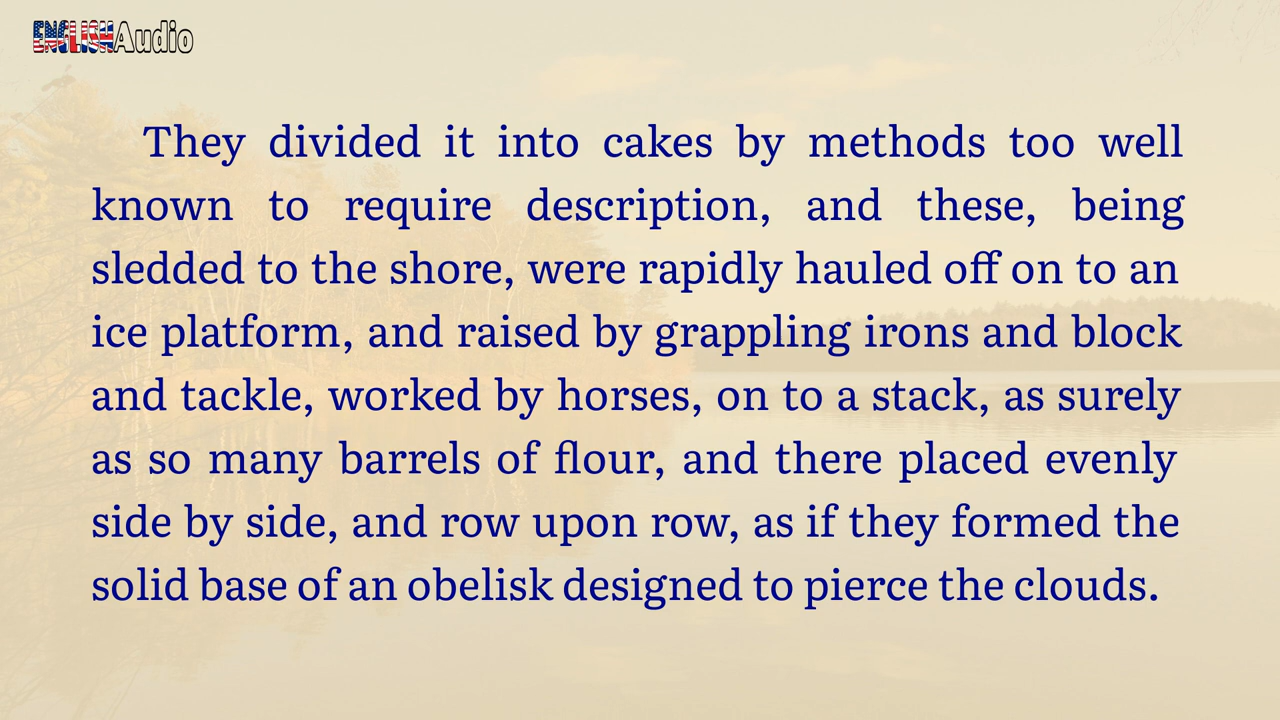 ENGLISHAudio
They divided it into cakes by methods too well
known to require description, and these, being
sledded to the shore, were rapidly hauled off on to an
ice platform, and raised by grappling irons and block
and tackle, worked by horses, on to a stack, as surely
as so many barrels of flour, and there placed evenly
side by side, and row upon row, as if they formed the
solid base of an obelisk designed to pierce the clouds.